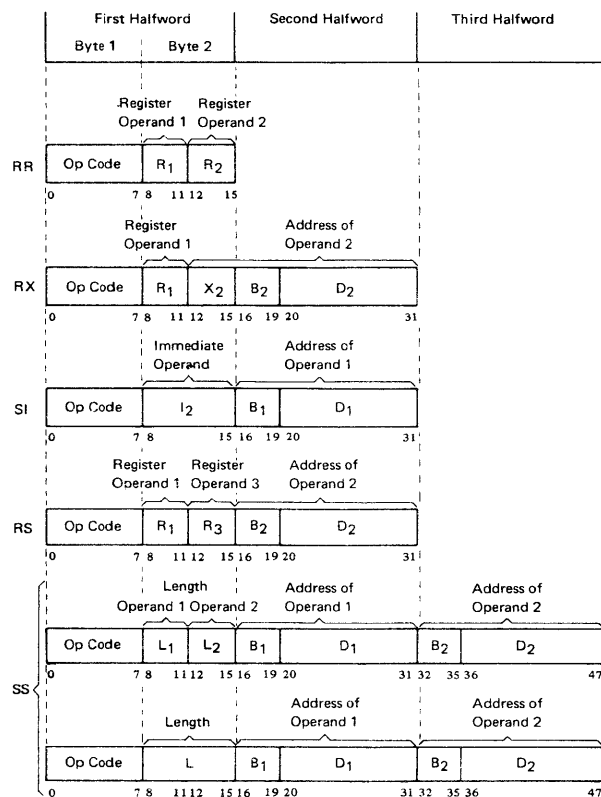 First Halfword Second Halfword Third Halfword
Byte 1 Byte 2
Register Register
Operand 1 Operand 2
RR Op Code R1 R2
0 7 8 11 12 15
Register Address of
Operand 1 Operand 2
RX Op Code R1 X2 B2 D2
0 7 8 11 12 15 16 19 20 31
Immediate Address of
Operand Operand 1
SI Op Code I2 B1 D1
0 7 8 15 16 19 20 31
Register Register Address of
Operand 1 Operand 3 Operand 2
RS Op Code R1 R3 B2 D2
0 7 8 11 12 15 16 19 20 31
Length Address of Address of
Operand 1 Operand 2 Operand 1 Operand 2
Op Code L1 L2 B1 D1 B2 D2
0 7 8 11 12 15 16 19 20 31 32 35 36 47
SS
Length Address of Address of
Operand 1 Operand 2
Op Code L B1 D1 B2 D2
0 7 8 11 12 15 16 19 20 31 32 35 36 47